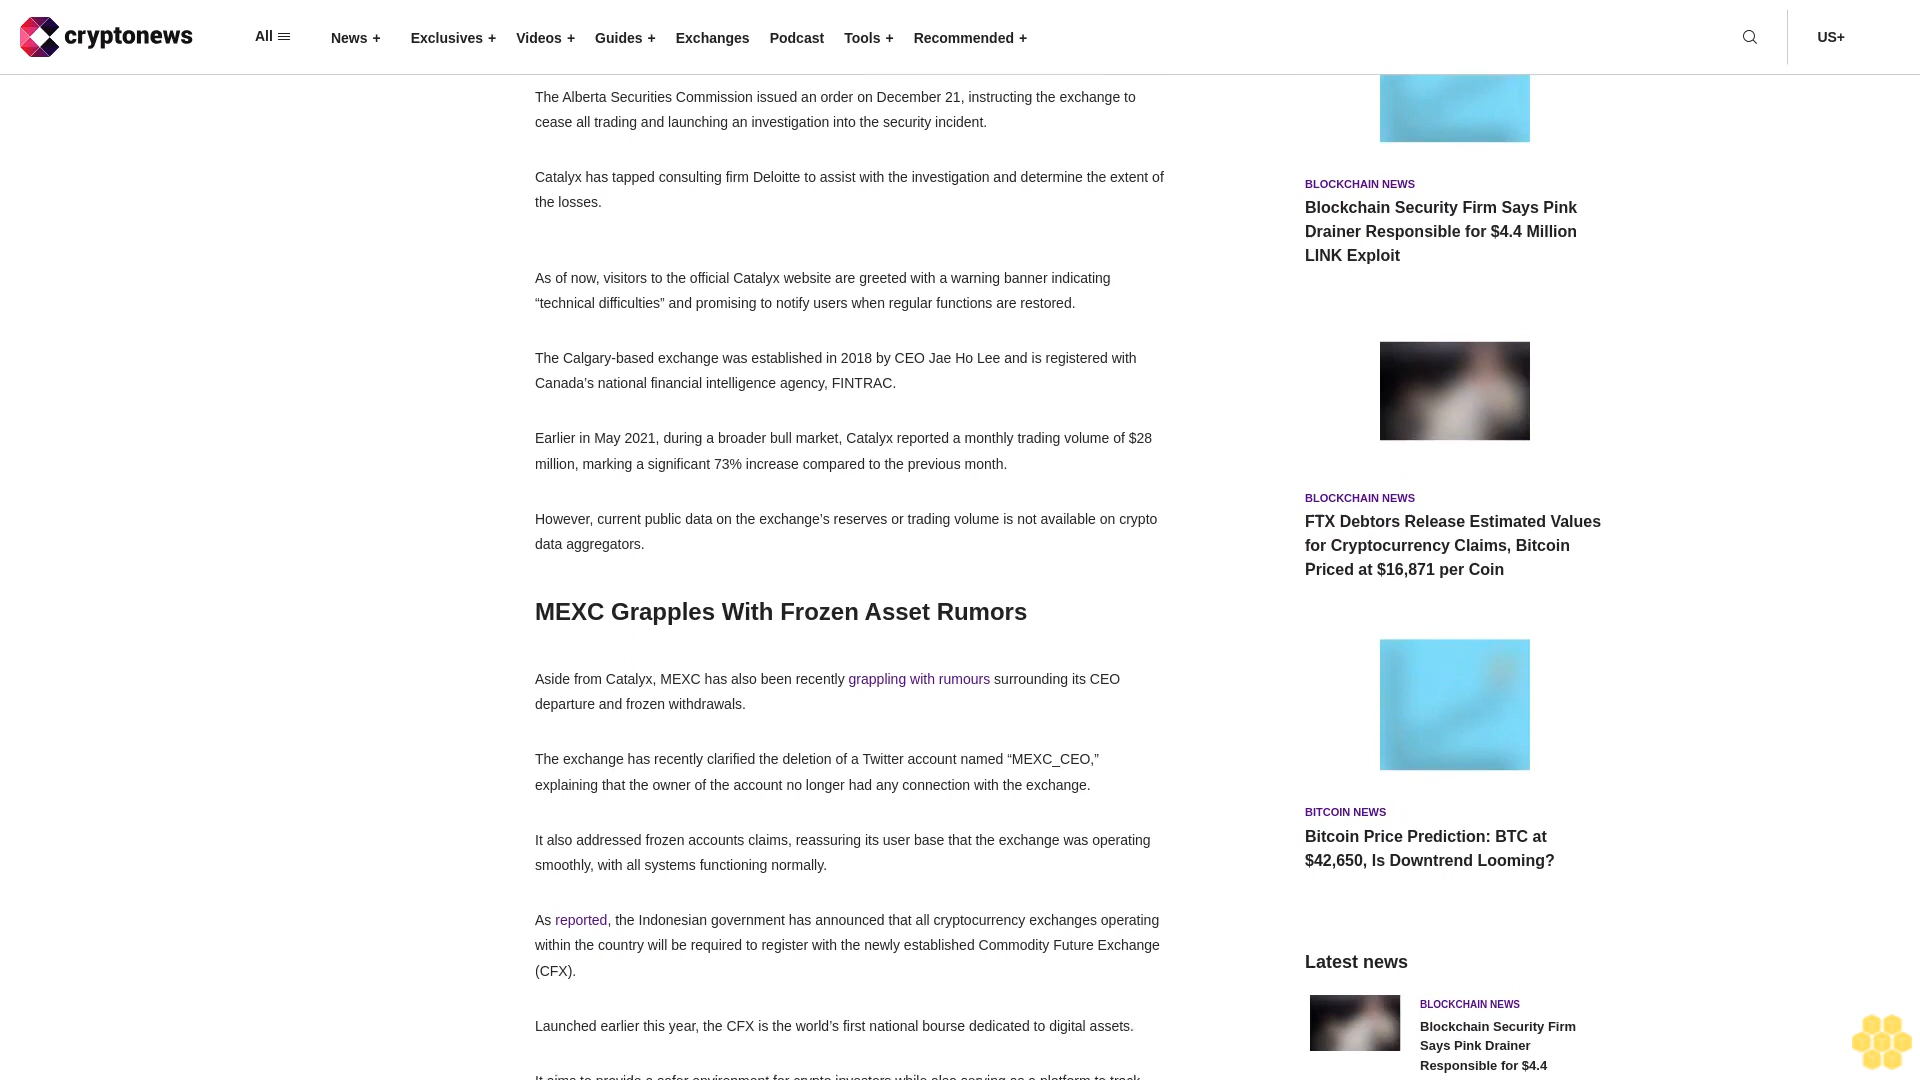 cryptonews
All
News +
Exclusives +
Videos +
Guides +
Exchanges
Podcast
Tools +
Recommended +
US+
The Alberta Securities Commission issued an order on December 21, instructing the exchange to
cease all trading and launching an investigation into the security incident.
Catalyx has tapped consulting firm Deloitte to assist with the investigation and determine the extent of
the losses.
As of now, visitors to the official Catalyx website are greeted with a warning banner indicating
“technical difficulties” and promising to notify users when regular functions are restored.
The Calgary-based exchange was established in 2018 by CEO Jae Ho Lee and is registered with
Canada’s national financial intelligence agency, FINTRAC.
Earlier in May 2021, during a broader bull market, Catalyx reported a monthly trading volume of $28
million, marking a significant 73% increase compared to the previous month.
However, current public data on the exchange’s reserves or trading volume is not available on crypto
data aggregators.
MEXC Grapples With Frozen Asset Rumors
Aside from Catalyx, MEXC has also been recently grappling with rumours surrounding its CEO
departure and frozen withdrawals.
The exchange has recently clarified the deletion of a Twitter account named “MEXC_CEO,”
explaining that the owner of the account no longer had any connection with the exchange.
It also addressed frozen accounts claims, reassuring its user base that the exchange was operating
smoothly, with all systems functioning normally.
As reported, the Indonesian government has announced that all cryptocurrency exchanges operating
within the country will be required to register with the newly established Commodity Future Exchange
(CFX).
Launched earlier this year, the CFX is the world’s first national bourse dedicated to digital assets.
It aims to provide a safer environment for crypto investors while also serving as a platform to track
BLOCKCHAIN NEWS
Blockchain Security Firm Says Pink
Drainer Responsible for $4.4 Million
LINK Exploit
BLOCKCHAIN NEWS
FTX Debtors Release Estimated Values
for Cryptocurrency Claims, Bitcoin
Priced at $16,871 per Coin
BITCOIN NEWS
Bitcoin Price Prediction: BTC at
$42,650, Is Downtrend Looming?
Latest news
BLOCKCHAIN NEWS
Blockchain Security Firm
Says Pink Drainer
Responsible for $4.4